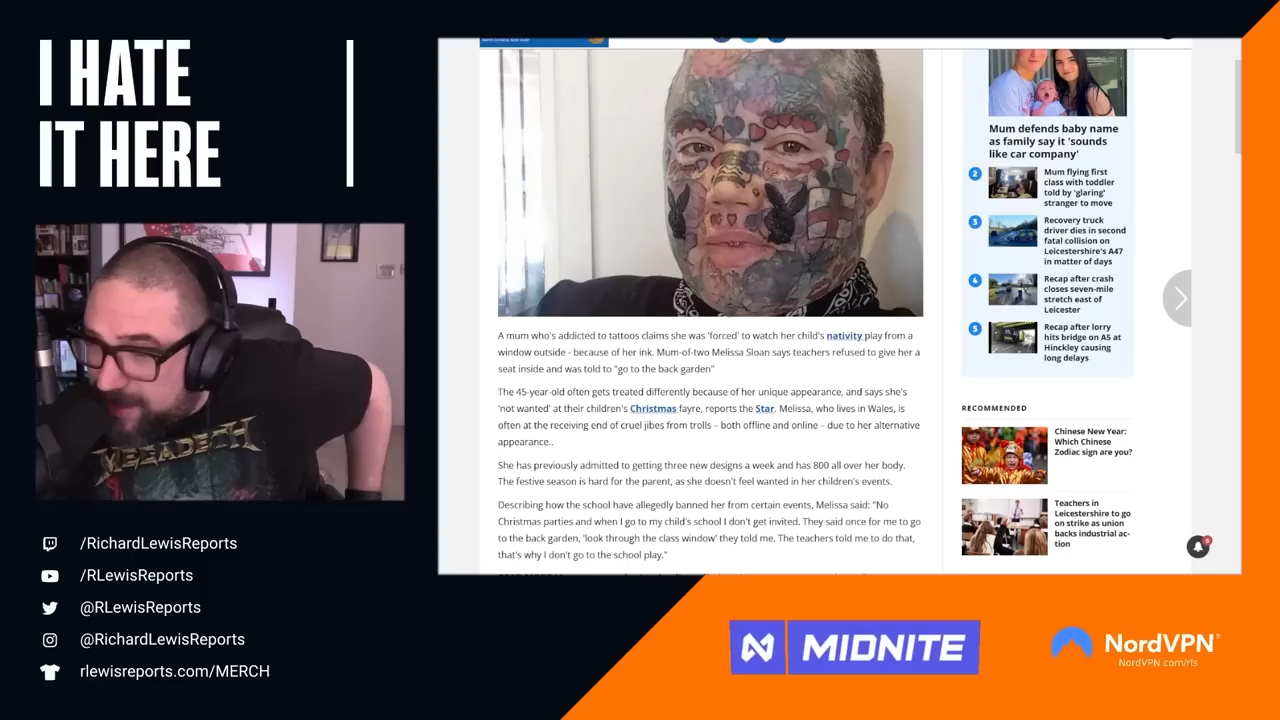 I HATE
IT HERE
MEGADETH
/RichardLewisReports
/RLewisReports
@RLewisReports
@RichardLewisReports
rlewisreports.com/MERCH
A mum who's addicted to tattoos claims she was 'forced' to watch her child's nativity play from a
window outside - because of her ink. Mum-of-two Melissa Sloan says teachers refused to give her a
seat inside and was told to "go to the back garden"
The 45-year-old often gets treated differently because of her unique appearance, and says she's
'not wanted' at their children's Christmas fayre, reports the Star. Melissa, who lives in Wales, is
often at the receiving end of cruel jibes from trolls – both offline and online – due to her alternative
appearance..
She has previously admitted to getting three new designs a week and has 800 all over her body.
The festive season is hard for the parent, as she doesn't feel wanted in her children's events.
Describing how the school have allegedly banned her from certain events, Melissa said: "No
Christmas parties and when I go to my child's school I don't get invited. They said once for me to go
to the back garden, 'look through the class window' they told me. The teachers told me to do that,
that's why I don't go to the school play."
Mum defends baby name
as family say it 'sounds
like car company'
2
Mum flying first
class with toddler
told by 'glaring'
stranger to move
3
Recovery truck
driver dies in second
fatal collision on
Leicestershire's A47
in matter of days
4
Recap after crash
closes seven-mile
stretch east of
Leicester
5
Recap after lorry
hits bridge on A5 at
Hinckley causing
long delays
RECOMMENDED
Chinese New Year:
Which Chinese
Zodiac sign are you?
Teachers in
Leicestershire to go
on strike as union
backs industrial ac-
tion
MIDNITE
NordVPN®
NordVPN.com/rls